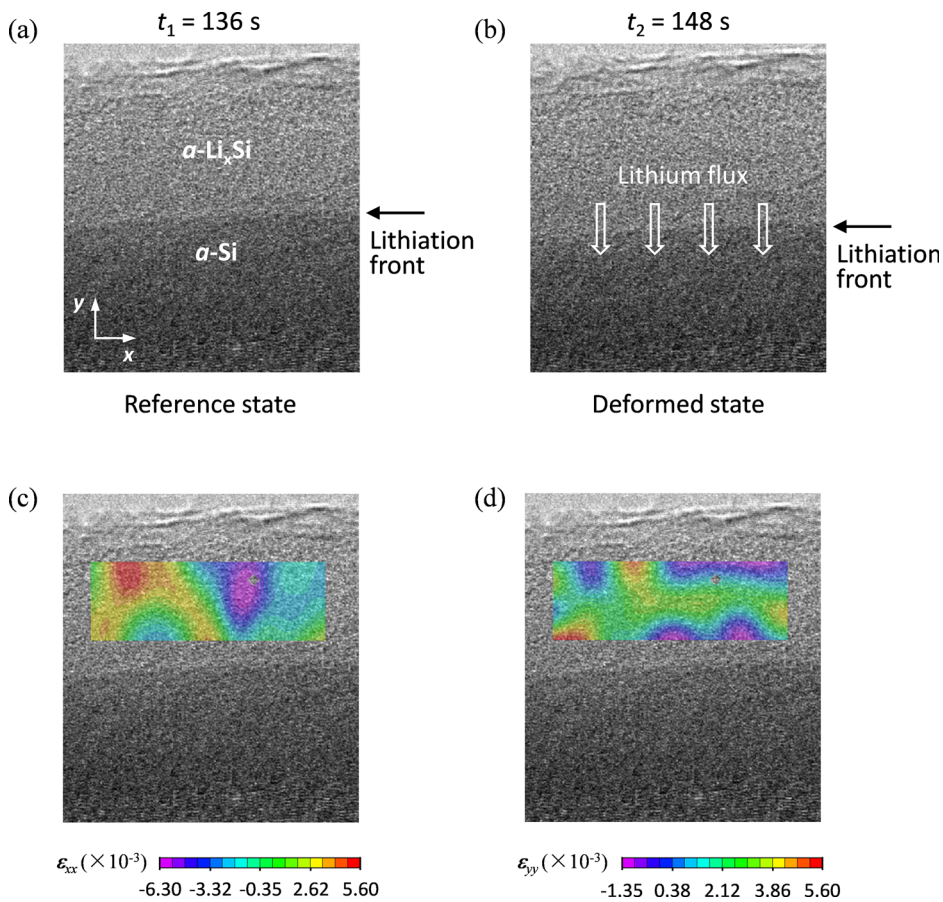 (a)
t₁ = 136 s
(b)
t₂ = 148 s
a-LiₓSi
a-Si
Lithiation
front
y
x
Lithium flux
Lithiation
front
Reference state
Deformed state
(c)
(d)
εₓₓ (×10⁻³)
-6.30 -3.32 -0.35 2.62 5.60
εyy (×10⁻³)
-1.35 0.38 2.12 3.86 5.60